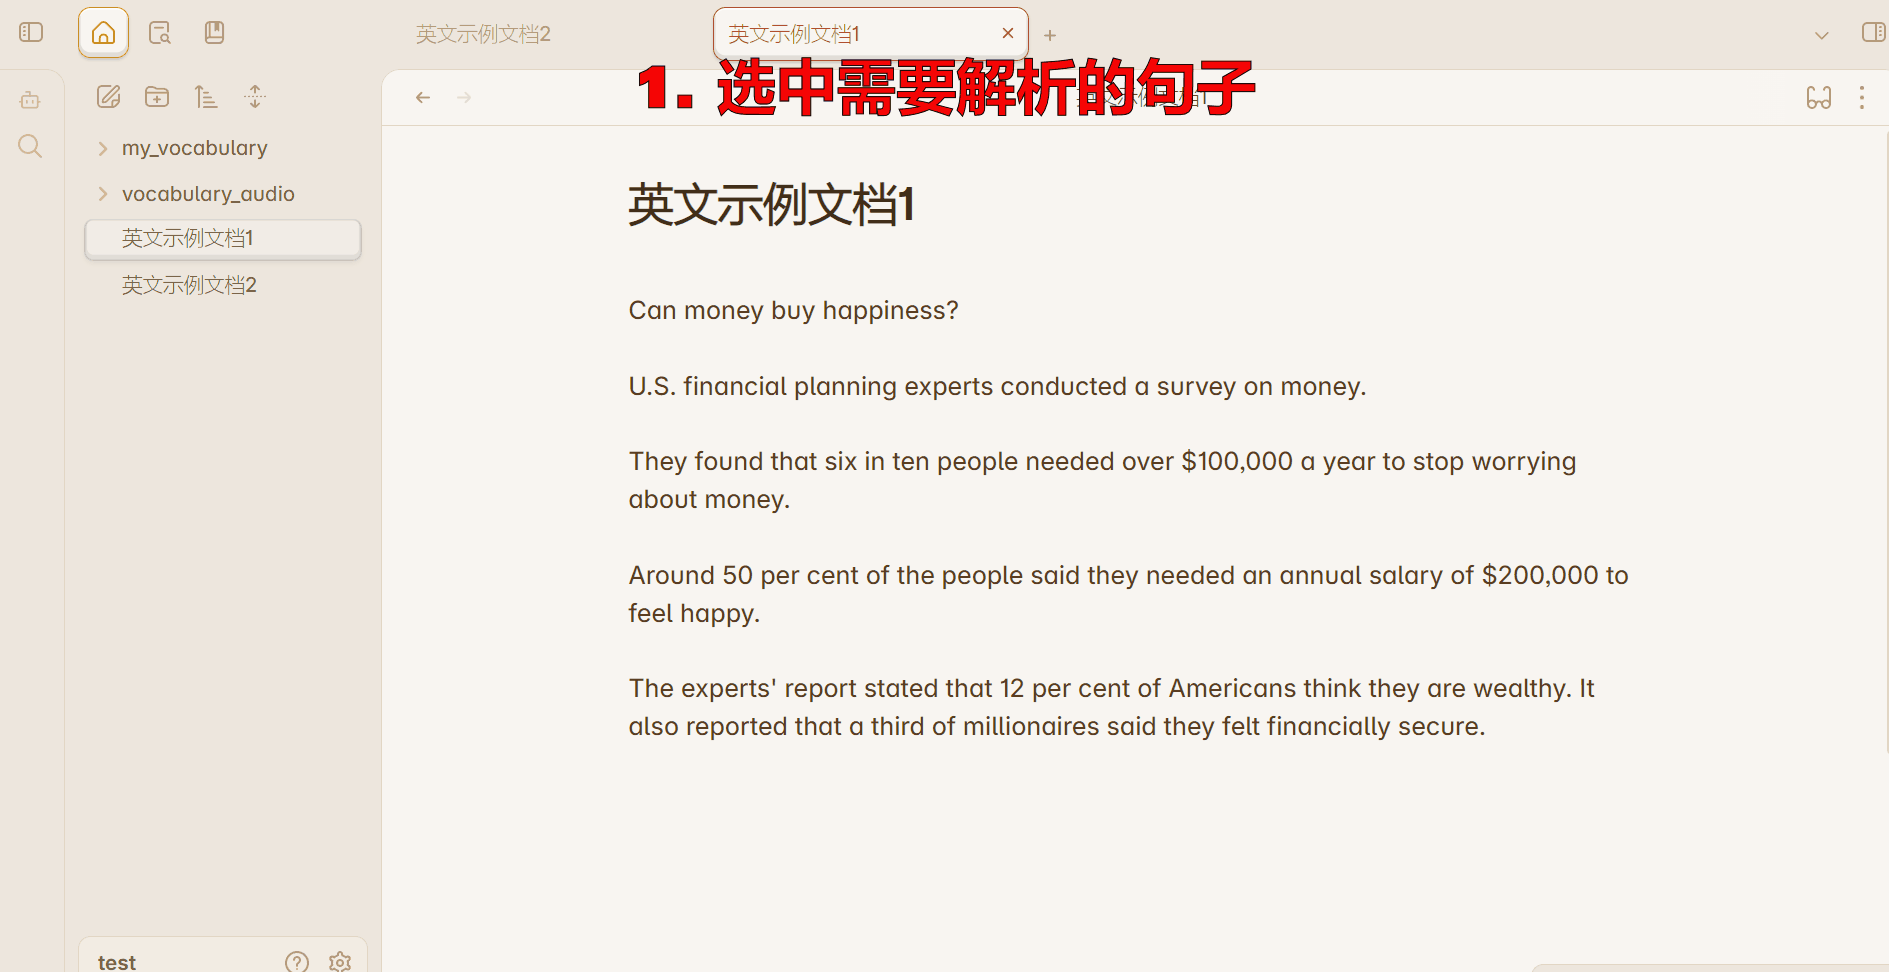 英文示例文档2
英文示例文档1
1. 选中需要解析的句子
my_vocabulary
vocabulary_audio
英文示例文档1
英文示例文档2
test
英文示例文档1
Can money buy happiness?
U.S. financial planning experts conducted a survey on money.
They found that six in ten people needed over $100,000 a year to stop worrying
about money.
Around 50 per cent of the people said they needed an annual salary of $200,000 to
feel happy.
The experts' report stated that 12 per cent of Americans think they are wealthy. It
also reported that a third of millionaires said they felt financially secure.